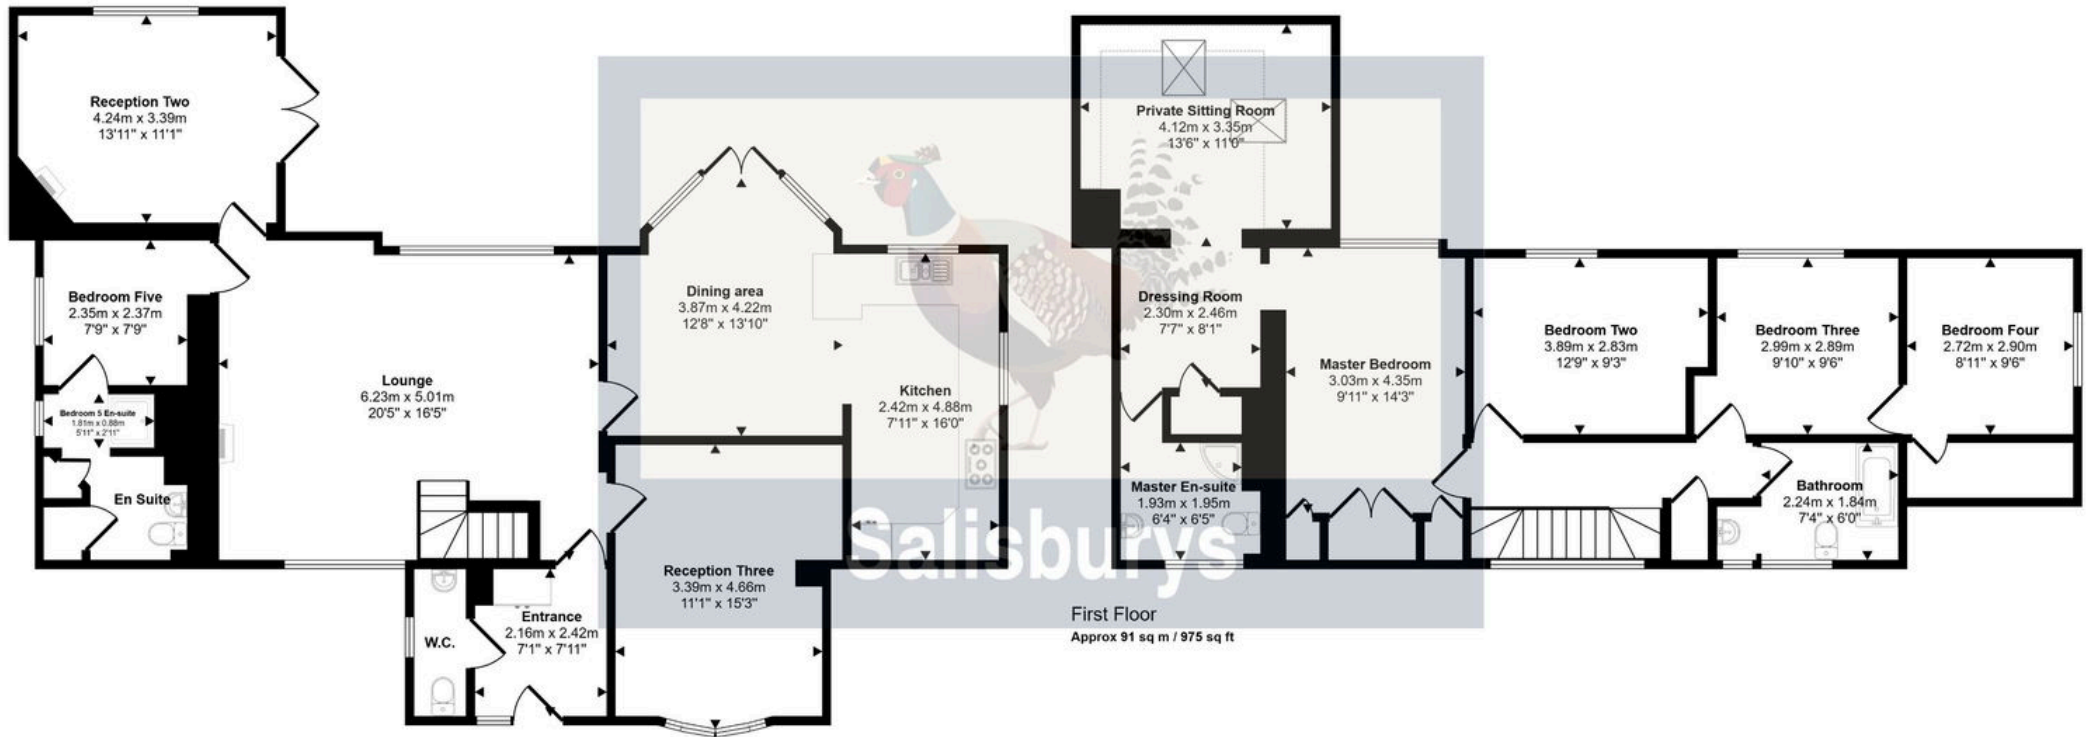 Reception Two
4.24m x 3.39m
13'11" x 11'1"
Bedroom Five
2.35m x 2.37m
7'9" x 7'9"
Bedroom 5 En-suite
1.81m x 0.88m
5'11" x 2'11"
En Suite
Lounge
6.23m x 5.01m
20'5" x 16'5"
W.C.
Entrance
2.16m x 2.42m
7'1" x 7'11"
Dining area
3.87m x 4.22m
12'8" x 13'10"
Kitchen
2.42m x 4.88m
7'11" x 16'0"
Reception Three
3.39m x 4.66m
11'1" x 15'3"
Private Sitting Room
4.12m x 3.35m
13'6" x 11'0"
Dressing Room
2.30m x 2.46m
7'7" x 8'1"
Master Bedroom
3.03m x 4.35m
9'11" x 14'3"
Master En-suite
1.93m x 1.95m
6'4" x 6'5"
Bedroom Two
3.89m x 2.83m
12'9" x 9'3"
Bedroom Three
2.99m x 2.89m
9'10" x 9'6"
Bedroom Four
2.72m x 2.90m
8'11" x 9'6"
Bathroom
2.24m x 1.84m
7'4" x 6'0"
Salisburys
First Floor
Approx 91 sq m / 975 sq ft